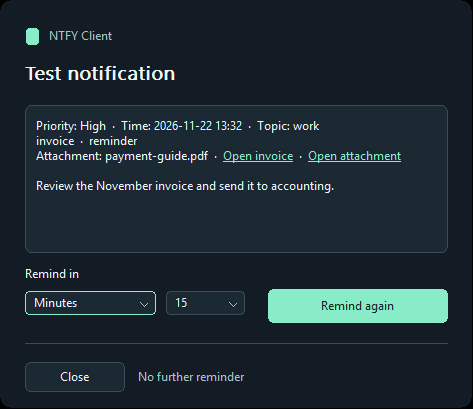 NTFY Client
Test notification
Priority: High · Time: 2026-11-22 13:32 · Topic: work
invoice · reminder
Attachment: payment-guide.pdf · Open invoice · Open attachment
Review the November invoice and send it to accounting.
Remind in
Minutes 15 Remind again
Close No further reminder